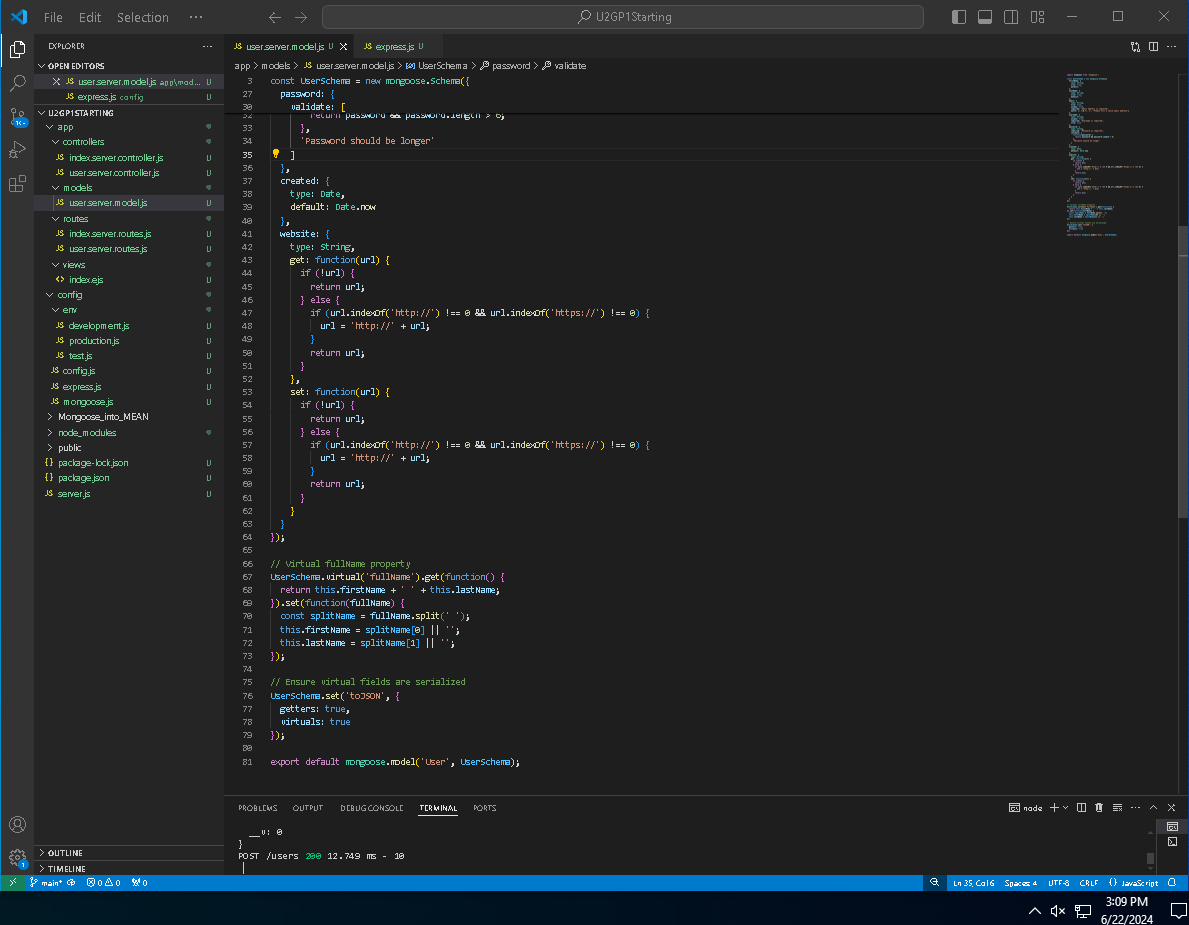 File Edit Selection ··· U2GP1Starting
EXPLORER ···
OPEN EDITORS
JS user.server.model.js app\mod... U
JS express.js config U
U2GP1STARTING
app
controllers
JS index.server.controller.js U
JS user.server.controller.js U
models
JS user.server.model.js U
routes
JS index.server.routes.js U
JS user.server.routes.js U
views
<> index.ejs U
config
env
JS development.js U
JS production.js U
JS test.js U
JS config.js U
JS express.js U
JS mongoose.js U
Mongoose_into_MEAN
node_modules
public
{} package-lock.json U
{} package.json U
JS server.js U
OUTLINE
TIMELINE
JS user.server.model.js U JS express.js U
app > models > JS user.server.model.js > UserSchema > password > validate
3 const UserSchema = new mongoose.Schema({
27 password: {
30 validate: [
32 return password && password.length > 6;
33 },
34 'Password should be longer'
35 ]
36 },
37 created: {
38 type: Date,
39 default: Date.now
40 },
41 website: {
42 type: String,
43 get: function(url) {
44 if (!url) {
45 return url;
46 } else {
47 if (url.indexOf('http://') !== 0 && url.indexOf('https://') !== 0) {
48 url = 'http://' + url;
49 }
50 return url;
51 }
52 },
53 set: function(url) {
54 if (!url) {
55 return url;
56 } else {
57 if (url.indexOf('http://') !== 0 && url.indexOf('https://') !== 0) {
58 url = 'http://' + url;
59 }
60 return url;
61 }
62 }
63 }
64 });
65
66 // Virtual fullName property
67 UserSchema.virtual('fullName').get(function() {
68 return this.firstName + ' ' + this.lastName;
69 }).set(function(fullName) {
70 const splitName = fullName.split(' ');
71 this.firstName = splitName[0] || '';
72 this.lastName = splitName[1] || '';
73 });
74
75 // Ensure virtual fields are serialized
76 UserSchema.set('toJSON', {
77 getters: true,
78 virtuals: true
79 });
80
81 export default mongoose.model('User', UserSchema);
PROBLEMS OUTPUT DEBUG CONSOLE TERMINAL PORTS node
__v: 0
}
POST /users 200 12.749 ms - 10
main* 0 0 0 Ln 35, Col 6 Spaces: 4 UTF-8 CRLF {} JavaScript
3:09 PM
6/22/2024